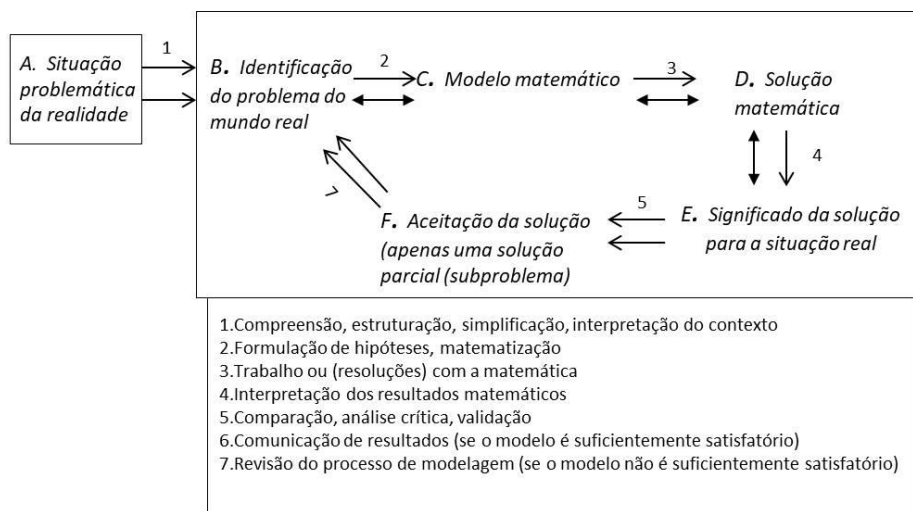 1
A. Situação
problemática
da realidade
B. Identificação
do problema do
mundo real
2
C. Modelo matemático
3
D. Solução
matemática
4
E. Significado da solução
para a situação real
5
F. Aceitação da solução
(apenas uma solução
parcial (subproblema)
7
1.Compreensão, estruturação, simplificação, interpretação do contexto
2.Formulação de hipóteses, matematização
3.Trabalho ou (resoluções) com a matemática
4.Interpretação dos resultados matemáticos
5.Comparação, análise crítica, validação
6.Comunicação de resultados (se o modelo é suficientemente satisfatório)
7.Revisão do processo de modelagem (se o modelo não é suficientemente satisfatório)